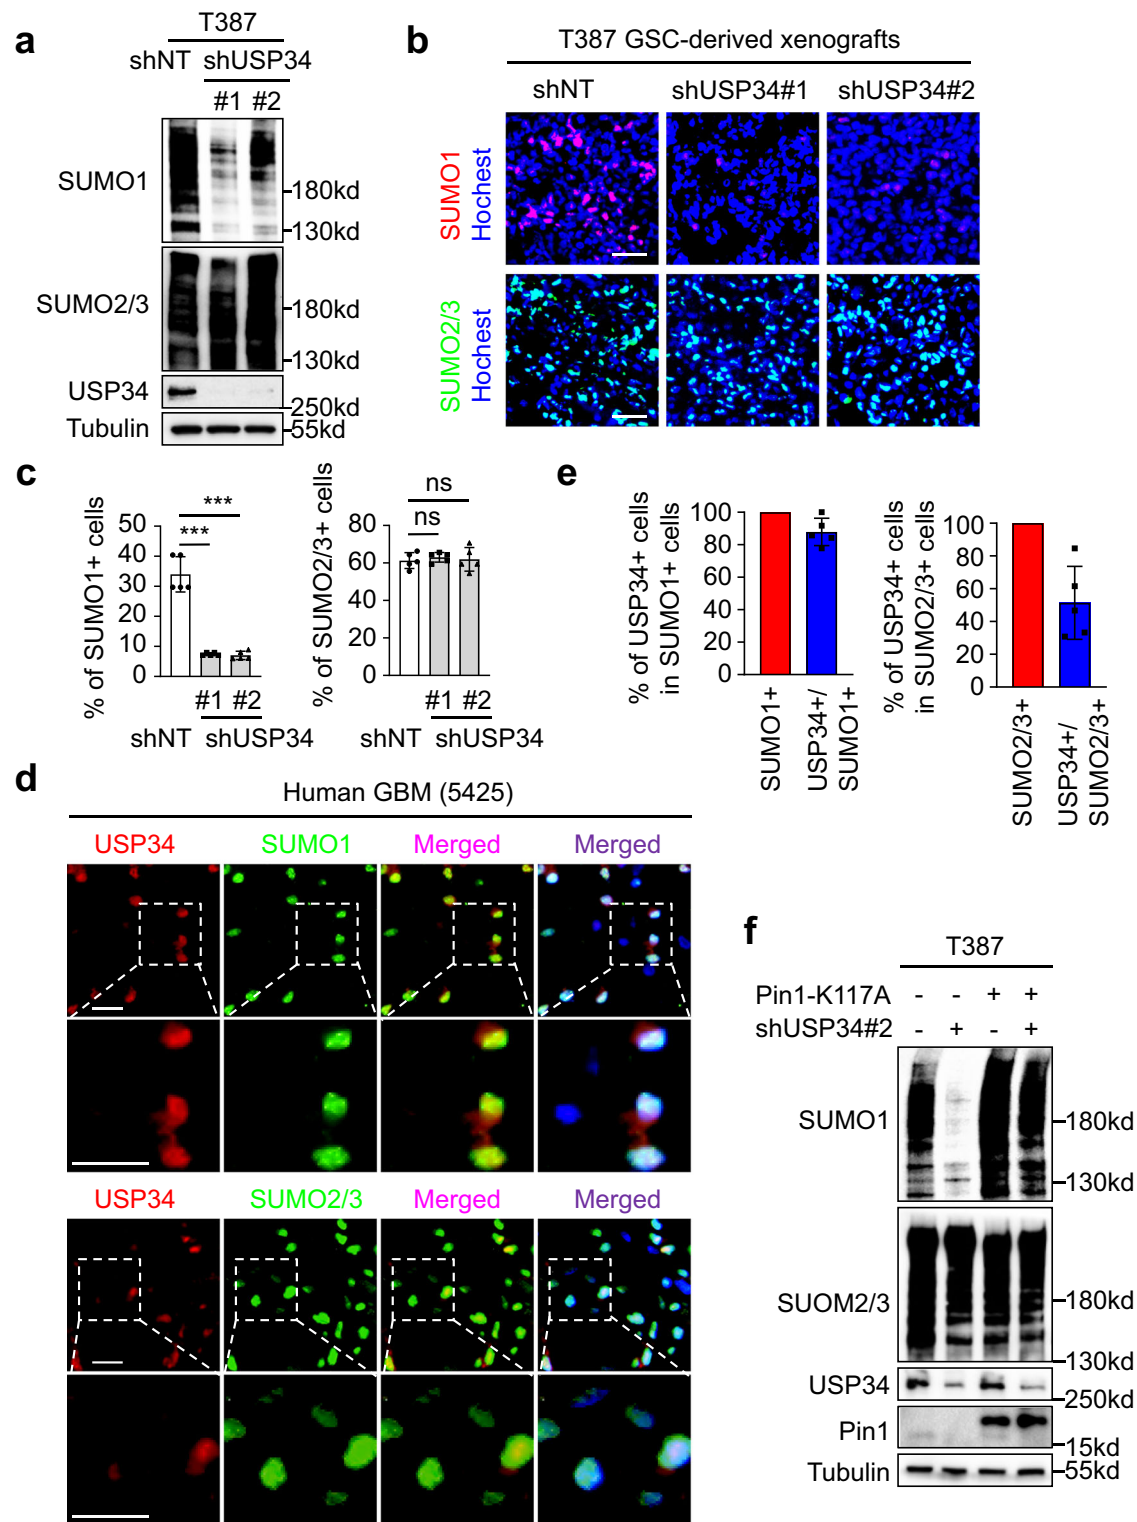 a
T387
shNT shUSP34
#1 #2
SUMO1
180kd
130kd
SUMO2/3
180kd
130kd
USP34
250kd
Tubulin
55kd
b
T387 GSC-derived xenografts
shNT shUSP34#1 shUSP34#2
SUMO1
Hochest
SUMO2/3
Hochest
c
% of SUMO1+ cells
50
40
30
20
10
0
***
***
#1 #2
shNT shUSP34
% of SUMO2/3+ cells
80
60
40
20
0
ns
ns
#1 #2
shNT shUSP34
e
% of USP34+ cells
in SUMO1+ cells
100
80
60
40
20
0
SUMO1+
USP34+/
SUMO1+
% of USP34+ cells
in SUMO2/3+ cells
100
80
60
40
20
0
SUMO2/3+
USP34+/
SUMO2/3+
d
Human GBM (5425)
USP34 SUMO1 Merged Merged
USP34 SUMO2/3 Merged Merged
f
T387
Pin1-K117A - - + +
shUSP34#2 - + - +
SUMO1
180kd
130kd
SUOM2/3
180kd
130kd
USP34
250kd
Pin1
15kd
Tubulin
55kd